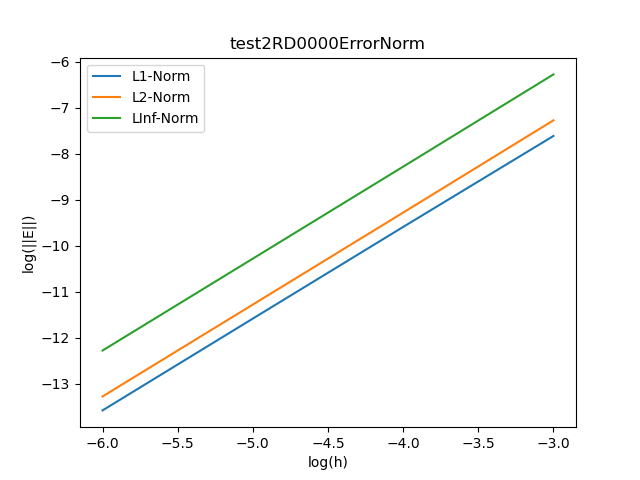 test2RD0000ErrorNorm
L1-Norm
L2-Norm
LInf-Norm
log(||E||)
−6
−7
−8
−9
−10
−11
−12
−13
−6.0 −5.5 −5.0 −4.5 −4.0 −3.5 −3.0
log(h)